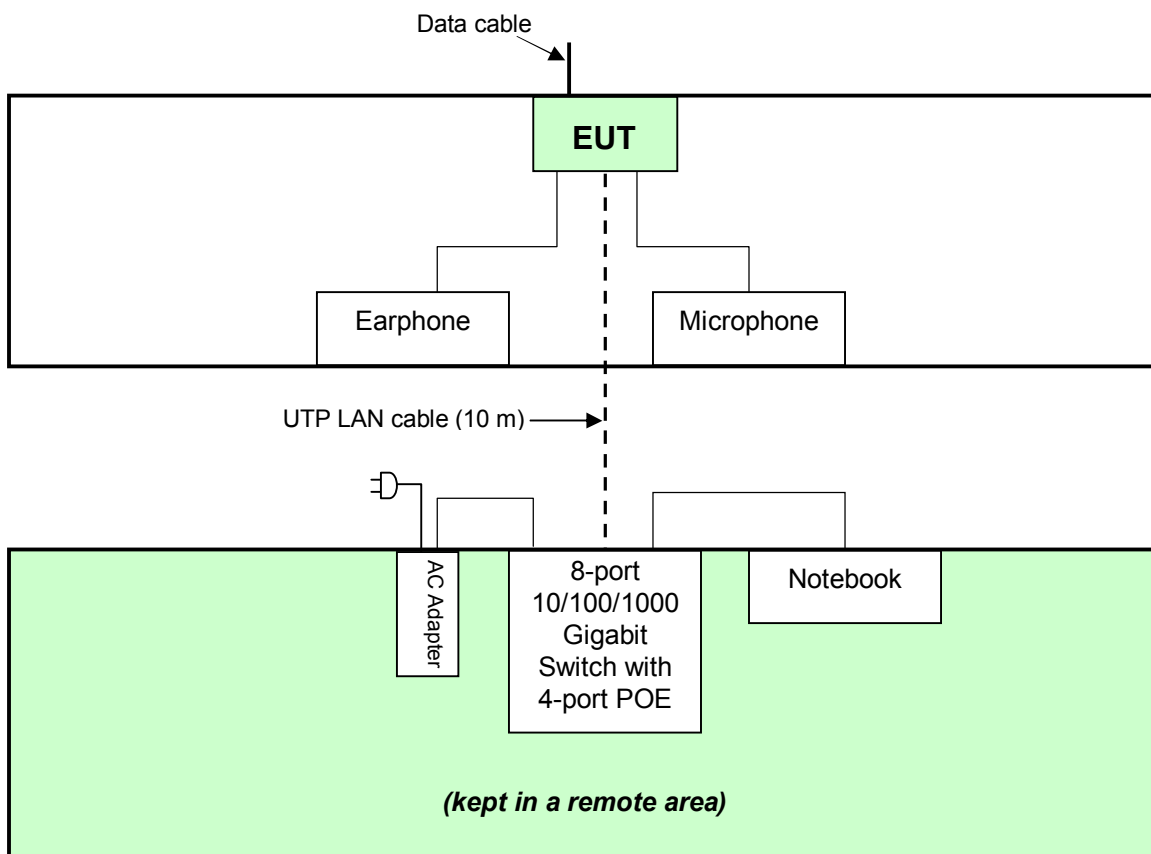 Data cable
EUT
Earphone
Microphone
UTP LAN cable (10 m)
AC Adapter
8-port
10/100/1000
Gigabit
Switch with
4-port POE
Notebook
(kept in a remote area)